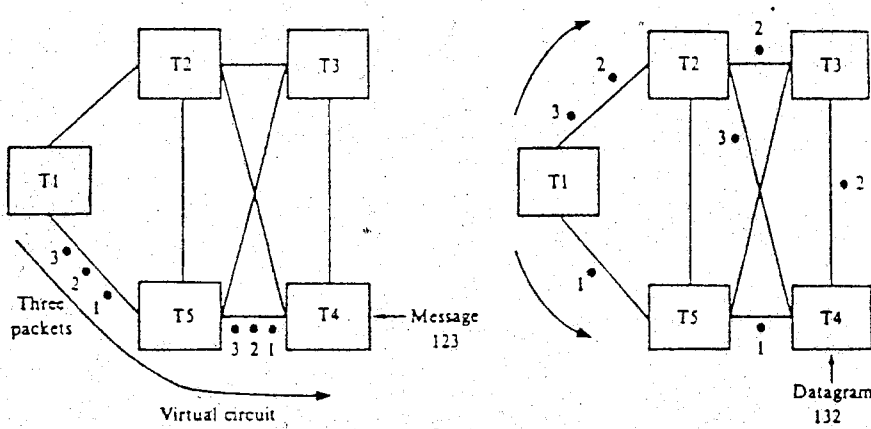 T2
T3
T1
3
2
1
Three
packets
T5
T4
3 2 1
Message
123
Virtual circuit
2
2
3
T2
T3
3
T1
2
1
T5
T4
1
Datagram
132